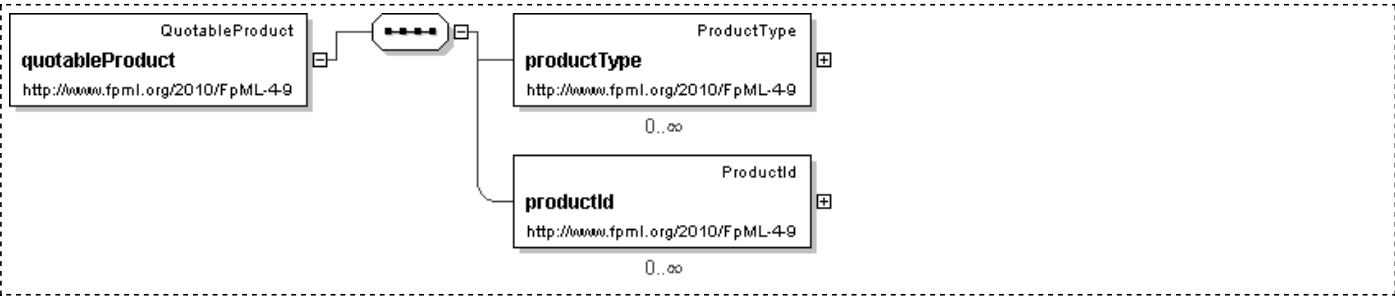 QuotableProduct
quotableProduct
http://www.fpml.org/2010/FpML-4-9
ProductType
productType
http://www.fpml.org/2010/FpML-4-9
0..∞
ProductId
productId
http://www.fpml.org/2010/FpML-4-9
0..∞